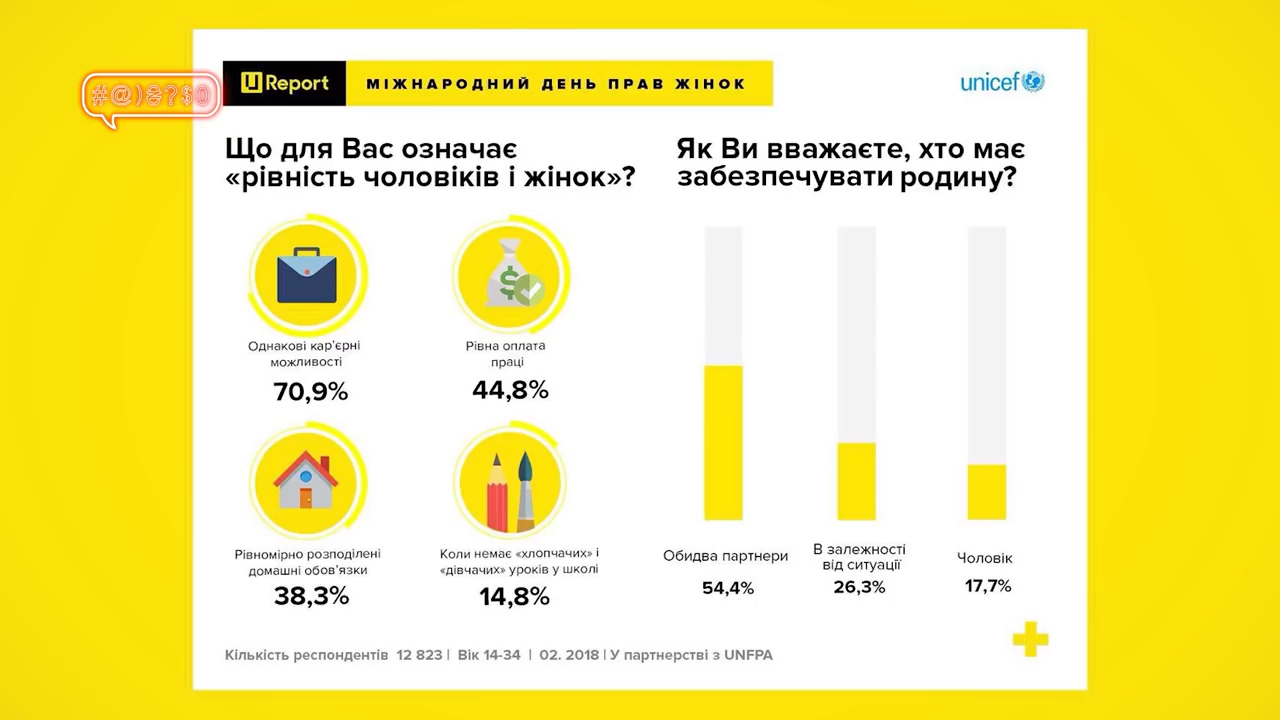 #@)₴?$0
U Report
МІЖНАРОДНИЙ ДЕНЬ ПРАВ ЖІНОК
unicef
Що для Вас означає
«рівність чоловіків і жінок»?
Однакові кар'єрні
можливості
70,9%
Рівна оплата
праці
44,8%
Рівномірно розподілені
домашні обов'язки
38,3%
Коли немає «хлопчачих» і
«дівчачих» уроків у школі
14,8%
Як Ви вважаєте, хто має
забезпечувати родину?
Обидва партнери
54,4%
В залежності
від ситуації
26,3%
Чоловік
17,7%
Кількість респондентів 12 823 | Вік 14-34 | 02. 2018 | У партнерстві з UNFPA